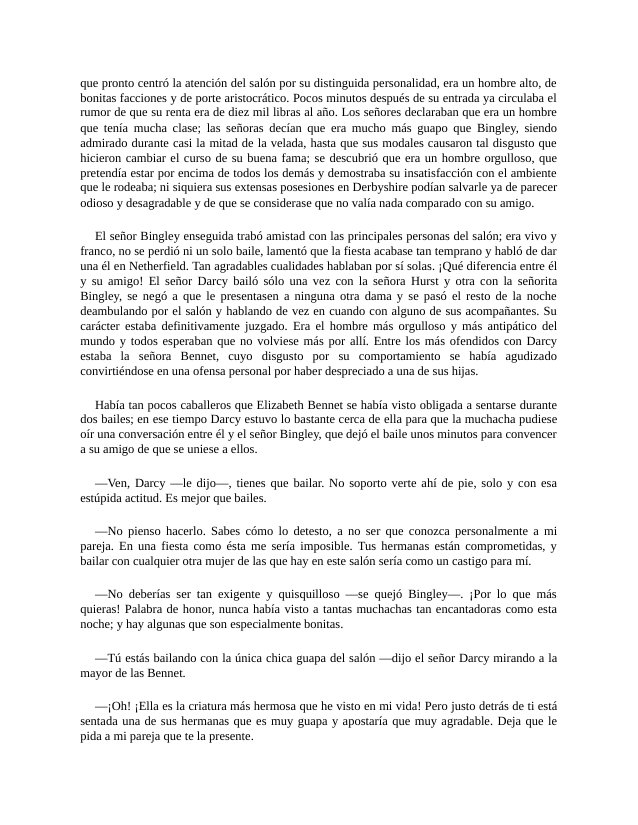 que pronto centró la atención del salón por su distinguida personalidad, era un hombre alto, de
bonitas facciones y de porte aristocrático. Pocos minutos después de su entrada ya circulaba el
rumor de que su renta era de diez mil libras al año. Los señores declaraban que era un hombre
que tenía mucha clase; las señoras decían que era mucho más guapo que Bingley, siendo
admirado durante casi la mitad de la velada, hasta que sus modales causaron tal disgusto que
hicieron cambiar el curso de su buena fama; se descubrió que era un hombre orgulloso, que
pretendía estar por encima de todos los demás y demostraba su insatisfacción con el ambiente
que le rodeaba; ni siquiera sus extensas posesiones en Derbyshire podían salvarle ya de parecer
odioso y desagradable y de que se considerase que no valía nada comparado con su amigo.
El señor Bingley enseguida trabó amistad con las principales personas del salón; era vivo y
franco, no se perdió ni un solo baile, lamentó que la fiesta acabase tan temprano y habló de dar
una él en Netherfield. Tan agradables cualidades hablaban por sí solas. ¡Qué diferencia entre él
y su amigo! El señor Darcy bailó sólo una vez con la señora Hurst y otra con la señorita
Bingley, se negó a que le presentasen a ninguna otra dama y se pasó el resto de la noche
deambulando por el salón y hablando de vez en cuando con alguno de sus acompañantes. Su
carácter estaba definitivamente juzgado. Era el hombre más orgulloso y más antipático del
mundo y todos esperaban que no volviese más por allí. Entre los más ofendidos con Darcy
estaba la señora Bennet, cuyo disgusto por su comportamiento se había agudizado
convirtiéndose en una ofensa personal por haber despreciado a una de sus hijas.
Había tan pocos caballeros que Elizabeth Bennet se había visto obligada a sentarse durante
dos bailes; en ese tiempo Darcy estuvo lo bastante cerca de ella para que la muchacha pudiese
oír una conversación entre él y el señor Bingley, que dejó el baile unos minutos para convencer
a su amigo de que se uniese a ellos.
—Ven, Darcy —le dijo—, tienes que bailar. No soporto verte ahí de pie, solo y con esa
estúpida actitud. Es mejor que bailes.
—No pienso hacerlo. Sabes cómo lo detesto, a no ser que conozca personalmente a mi
pareja. En una fiesta como ésta me sería imposible. Tus hermanas están comprometidas, y
bailar con cualquier otra mujer de las que hay en este salón sería como un castigo para mí.
—No deberías ser tan exigente y quisquilloso —se quejó Bingley—. ¡Por lo que más
quieras! Palabra de honor, nunca había visto a tantas muchachas tan encantadoras como esta
noche; y hay algunas que son especialmente bonitas.
—Tú estás bailando con la única chica guapa del salón —dijo el señor Darcy mirando a la
mayor de las Bennet.
—¡Oh! ¡Ella es la criatura más hermosa que he visto en mi vida! Pero justo detrás de ti está
sentada una de sus hermanas que es muy guapa y apostaría que muy agradable. Deja que le
pida a mi pareja que te la presente.